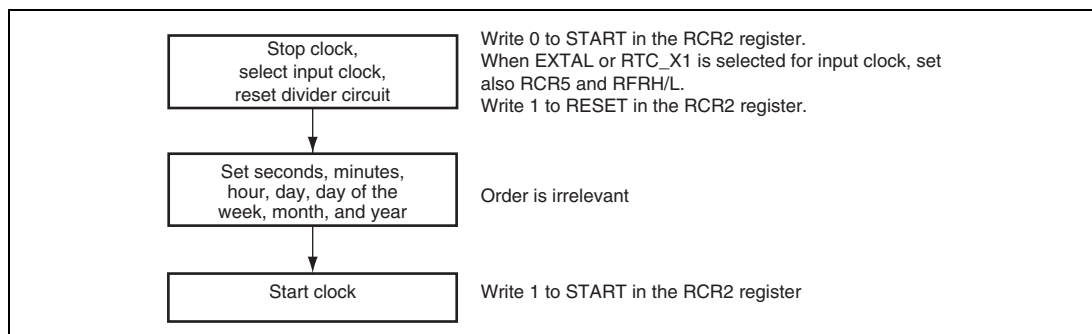 Stop clock,
select input clock,
reset divider circuit
Write 0 to START in the RCR2 register.
When EXTAL or RTC_X1 is selected for input clock, set
also RCR5 and RFRH/L.
Write 1 to RESET in the RCR2 register.
Set seconds, minutes,
hour, day, day of the
week, month, and year
Order is irrelevant
Start clock
Write 1 to START in the RCR2 register